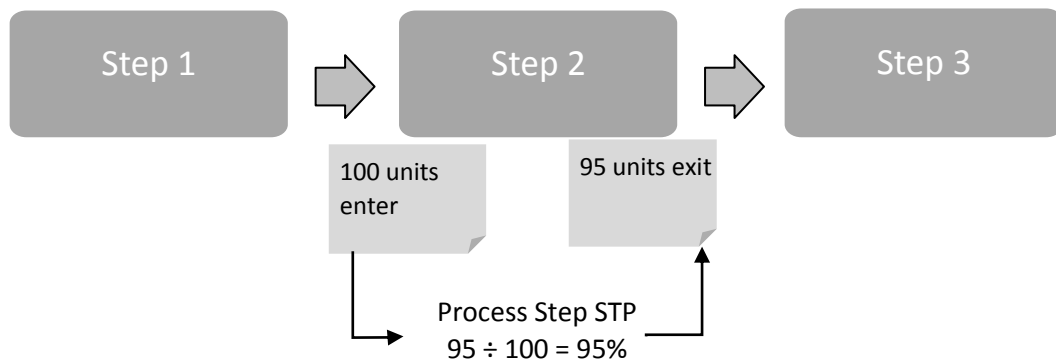 Step 1
Step 2
Step 3
100 units
enter
95 units exit
Process Step STP
95 ÷ 100 = 95%